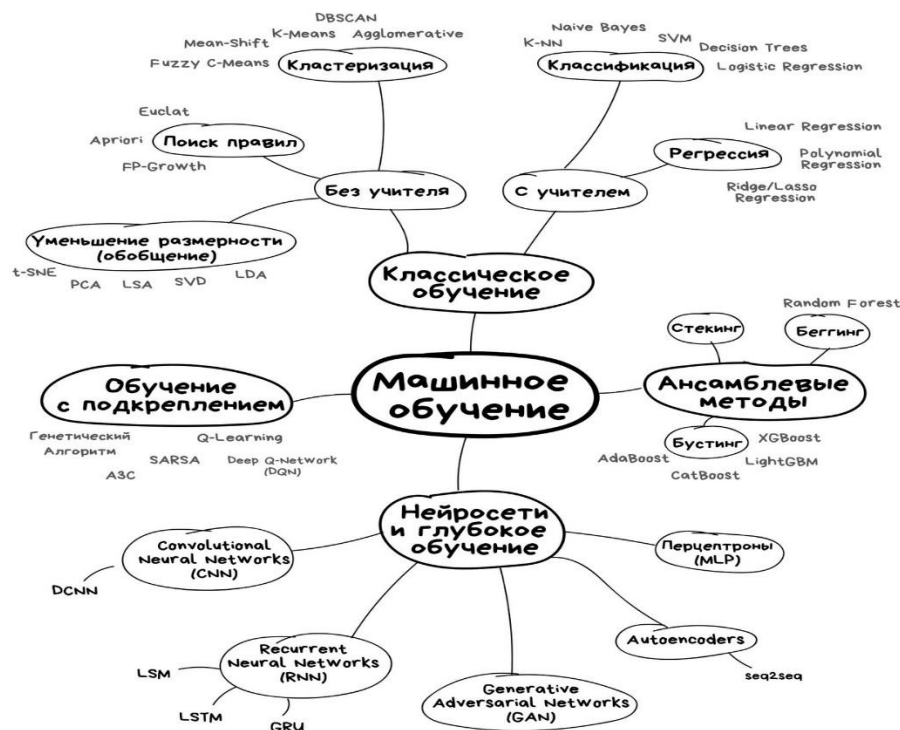 DBSCAN
K-Means
Agglomerative
Mean-Shift
Fuzzy C-Means
Кластеризация
Naive Bayes
SVM
K-NN
Decision Trees
Классификация
Logistic Regression
Euclat
Поиск правил
Apriori
FP-Growth
Linear Regression
Регрессия
Polynomial
Regression
Ridge/Lasso
Regression
Без учителя
С учителем
Уменьшение размерности
(обобщение)
t-SNE
PCA
LSA
SVD
LDA
Классическое
обучение
Random Forest
Стекинг
Беггинг
Машинное
обучение
Обучение
с подкреплением
Ансамблевые
методы
Генетический
Алгоритм
Q-Learning
SARSA
Deep Q-Network
(DQN)
A3C
Бустинг
XGBoost
AdaBoost
LightGBM
CatBoost
Нейросети
и глубокое
обучение
Convolutional
Neural Networks
(CNN)
DCNN
Перцептроны
(MLP)
Autoencoders
seq2seq
Recurrent
Neural Networks
(RNN)
LSM
LSTM
GRU
Generative
Adversarial Networks
(GAN)